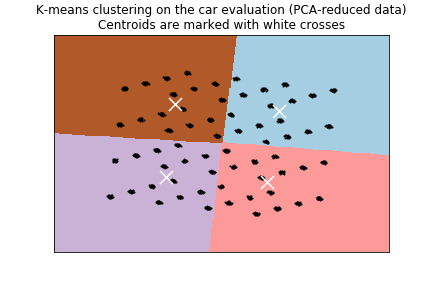 K-means clustering on the car evaluation (PCA-reduced data)
Centroids are marked with white crosses